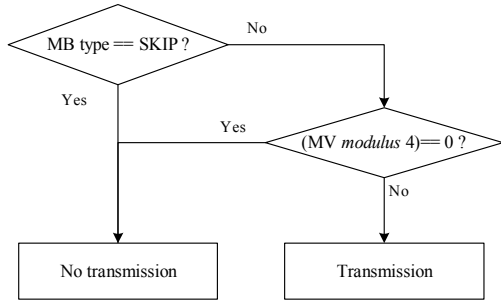 MB type == SKIP ?
No
Yes
Yes
(MV modulus 4)== 0 ?
No
No transmission
Transmission